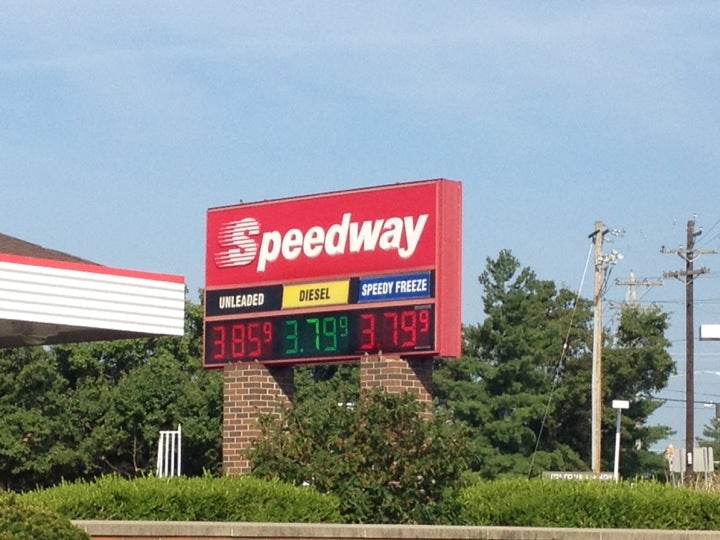 Speedway
UNLEADED DIESEL SPEEDY FREEZE
3.859 3.799 3.799